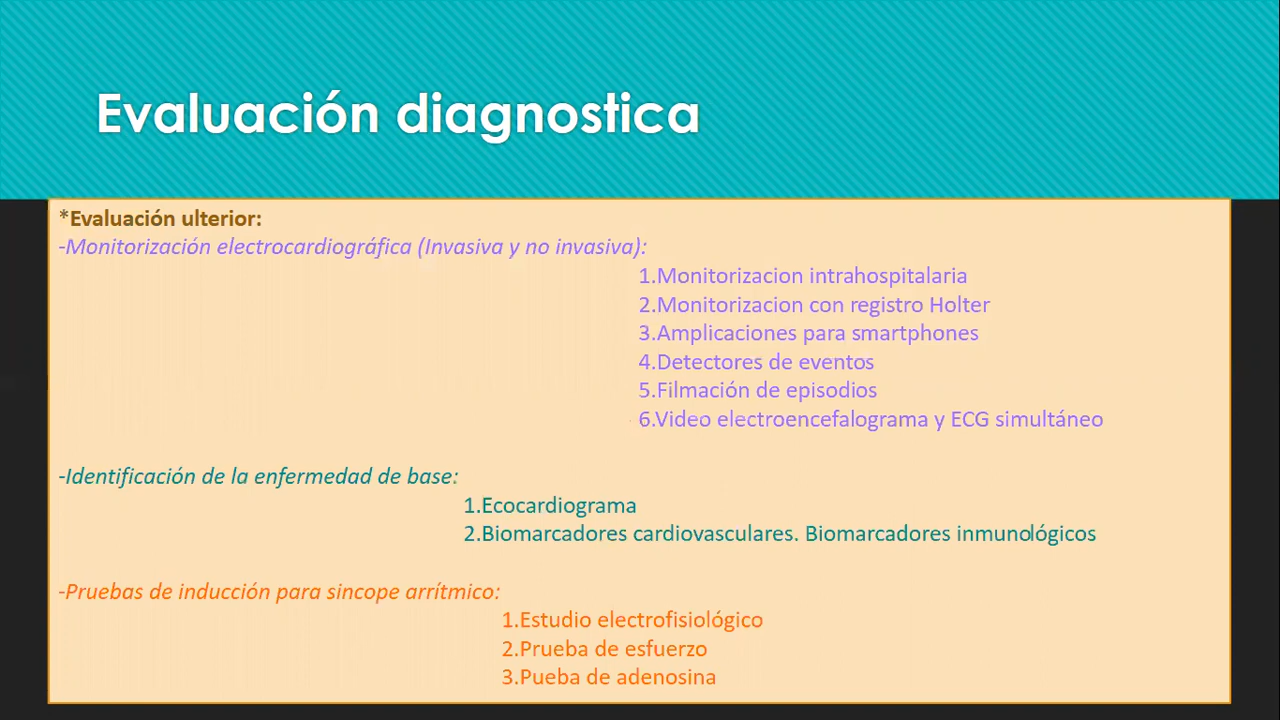 Evaluación diagnostica
*Evaluación ulterior:
-Monitorización electrocardiográfica (Invasiva y no invasiva):
1.Monitorizacion intrahospitalaria
2.Monitorizacion con registro Holter
3.Amplicaciones para smartphones
4.Detectores de eventos
5.Filmación de episodios
6.Video electroencefalograma y ECG simultáneo
-Identificación de la enfermedad de base:
1.Ecocardiograma
2.Biomarcadores cardiovasculares. Biomarcadores inmunológicos
-Pruebas de inducción para sincope arrítmico:
1.Estudio electrofisiológico
2.Prueba de esfuerzo
3.Pueba de adenosina